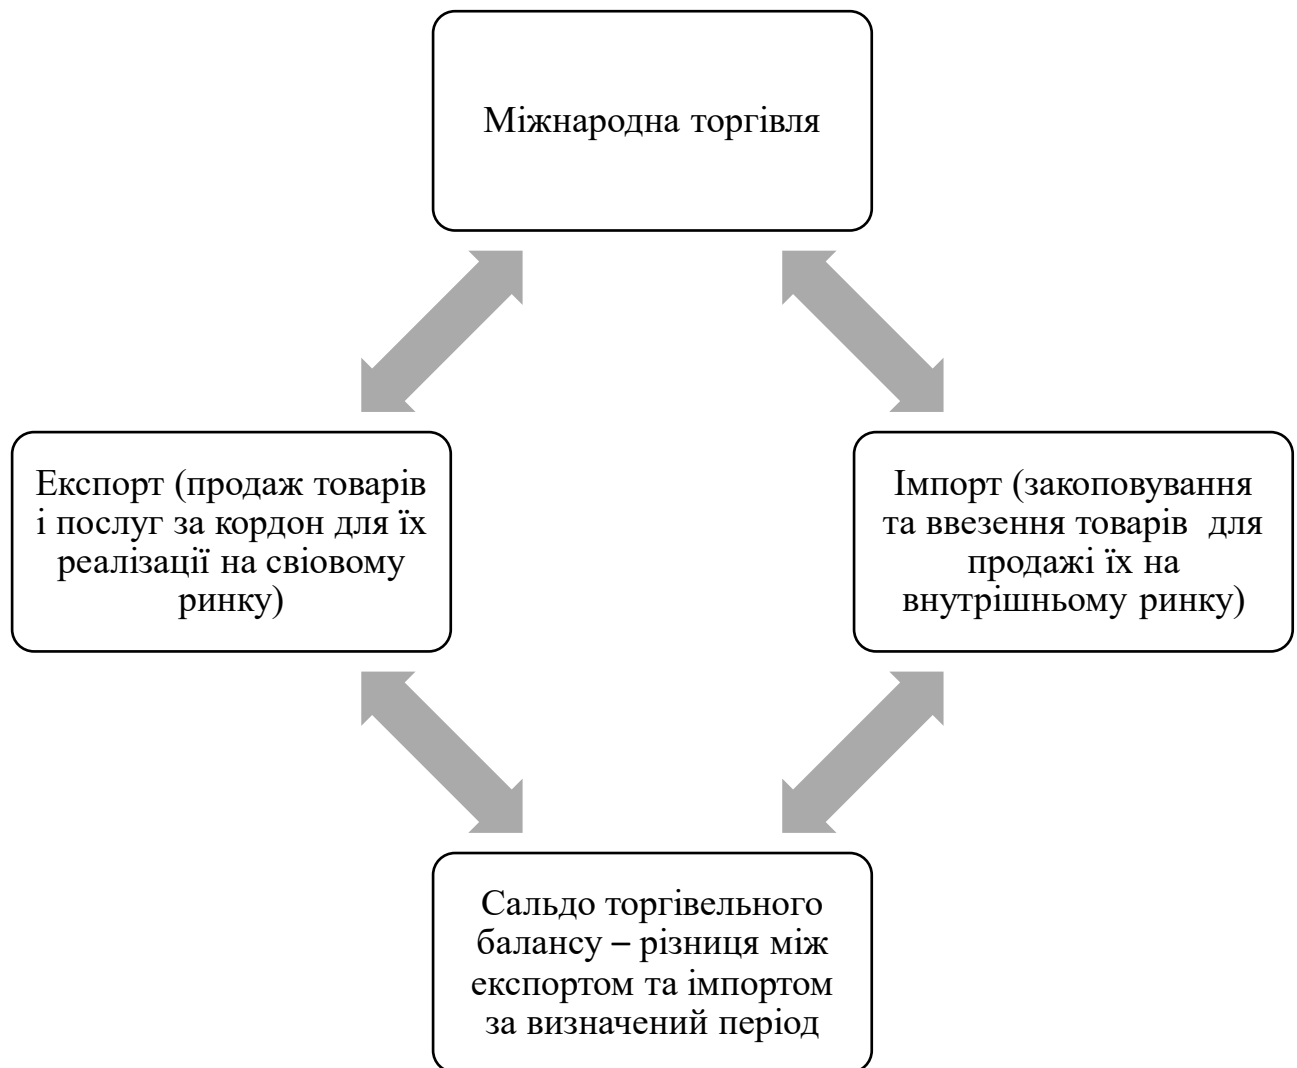 Міжнародна торгівля
Експорт (продаж товарів
і послуг за кордон для їх
реалізації на свіовому
ринку)
Імпорт (закоповування
та ввезення товарів  для
продажі їх на
внутрішньому ринку)
Сальдо торгівельного
балансу – різниця між
експортом та імпортом
за визначений період